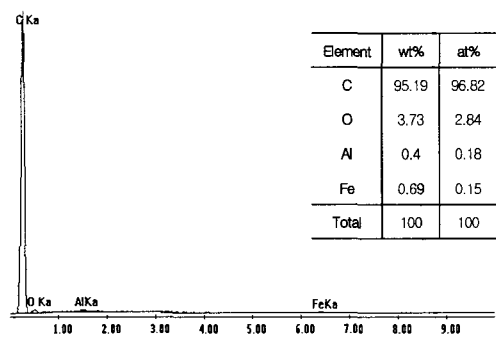 C Ka
Element wt% at%
C 95.19 96.82
O 3.73 2.84
Al 0.4 0.18
Fe 0.69 0.15
Total 100 100
O Ka AlKa FeKa
1.00 2.00 3.00 4.00 5.00 6.00 7.00 8.00 9.00